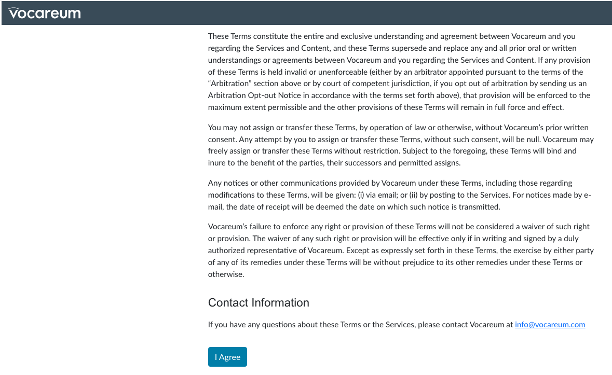 Vocareum
These Terms constitute the entire and exclusive understanding and agreement between Vocareum and you
regarding the Services and Content, and these Terms supersede and replace any and all prior oral or written
understandings or agreements between Vocareum and you regarding the Services and Content. If any provision
of these Terms is held invalid or unenforceable (either by an arbitrator appointed pursuant to the terms of the
"Arbitration" section above or by court of competent jurisdiction, if you opt out of arbitration by sending us an
Arbitration Opt-out Notice in accordance with the terms set forth above), that provision will be enforced to the
maximum extent permissible and the other provisions of these Terms will remain in full force and effect.
You may not assign or transfer these Terms, by operation of law or otherwise, without Vocareum's prior written
consent. Any attempt by you to assign or transfer these Terms, without such consent, will be null. Vocareum may
freely assign or transfer these Terms without restriction. Subject to the foregoing, these Terms will bind and
inure to the benefit of the parties, their successors and permitted assigns.
Any notices or other communications provided by Vocareum under these Terms, including those regarding
modifications to these Terms, will be given: (i) via email; or (ii) by posting to the Services. For notices made by e-
mail, the date of receipt will be deemed the date on which such notice is transmitted.
Vocareum's failure to enforce any right or provision of these Terms will not be considered a waiver of such right
or provision. The waiver of any such right or provision will be effective only if in writing and signed by a duly
authorized representative of Vocareum. Except as expressly set forth in these Terms, the exercise by either party
of any of its remedies under these Terms will be without prejudice to its other remedies under these Terms or
otherwise.
Contact Information
If you have any questions about these Terms or the Services, please contact Vocareum at info@vocareum.com
I Agree